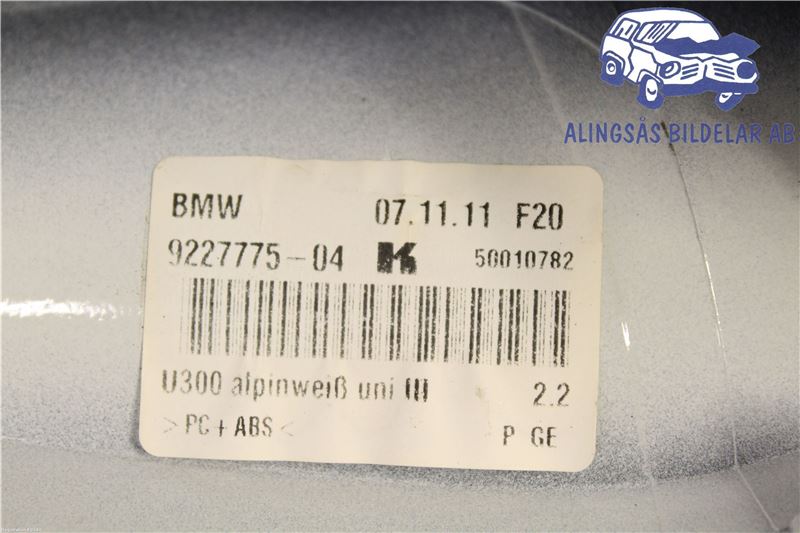 ALINGSÅS BILDELAR AB
BMW 07.11.11 F20
9227775-04 K 50010782
U300 alpinweiß uni III 2.2
>PC+ABS< P GE